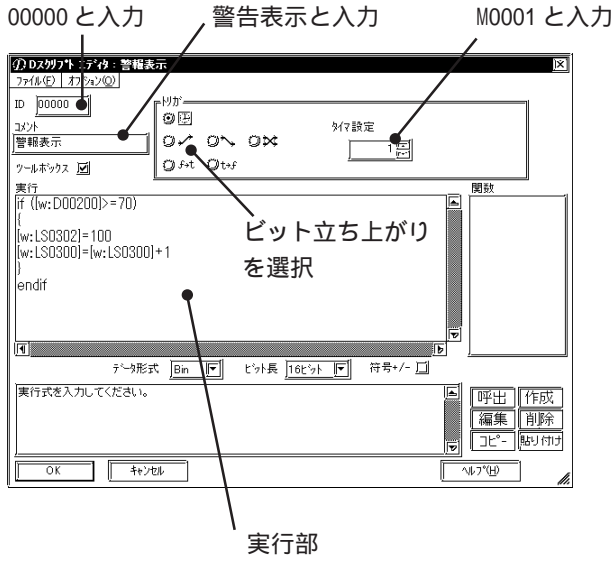 00000 と入力
警告表示と入力
M0001 と入力
Dスクリプト エディタ : 警報表示
ファイル(F) オプション(O)
ID 00000
トリガ
コメント
警報表示
タイマ設定
1
ツールボックス
f→t t→f
実行
関数
if ([w:D00200]>=70)
{
[w:LS0302]=100
[w:LS0300]=[w:LS0300]+1
}
endif
ビット立ち上がり
を選択
データ形式 Bin ビット長 16ビット 符号+/-
実行式を入力してください。
呼出 作成
編集 削除
コピー 貼り付け
OK キャンセル ヘルプ(H)
実行部